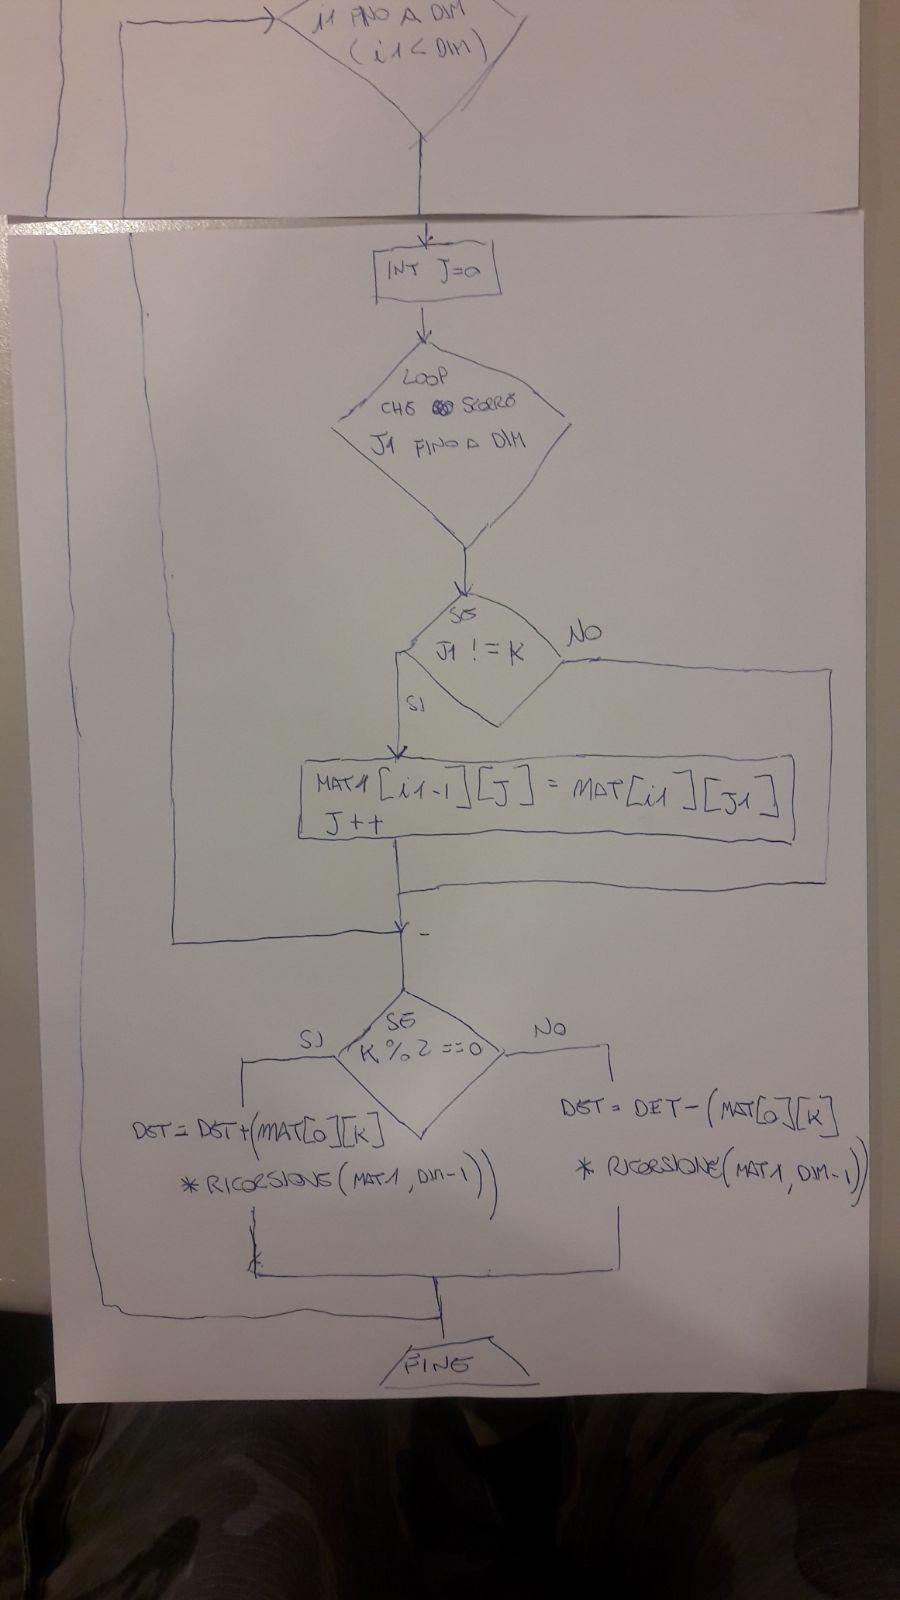 i1 FINO A DIM
(i1 < DIM)
INT J=0
LOOP
CHE SCORRE
J1 FINO A DIM
SE
J1 != K
NO
SI
MAT1[i1-1][J] = MAT[i1][J1]
J++
SE
K%2==0
SI
NO
DET = DET+(MAT[0][K]
* RICORSIONE(MAT1, DIM-1))
DET = DET-(MAT[0][K]
* RICORSIONE(MAT1, DIM-1))
FINE